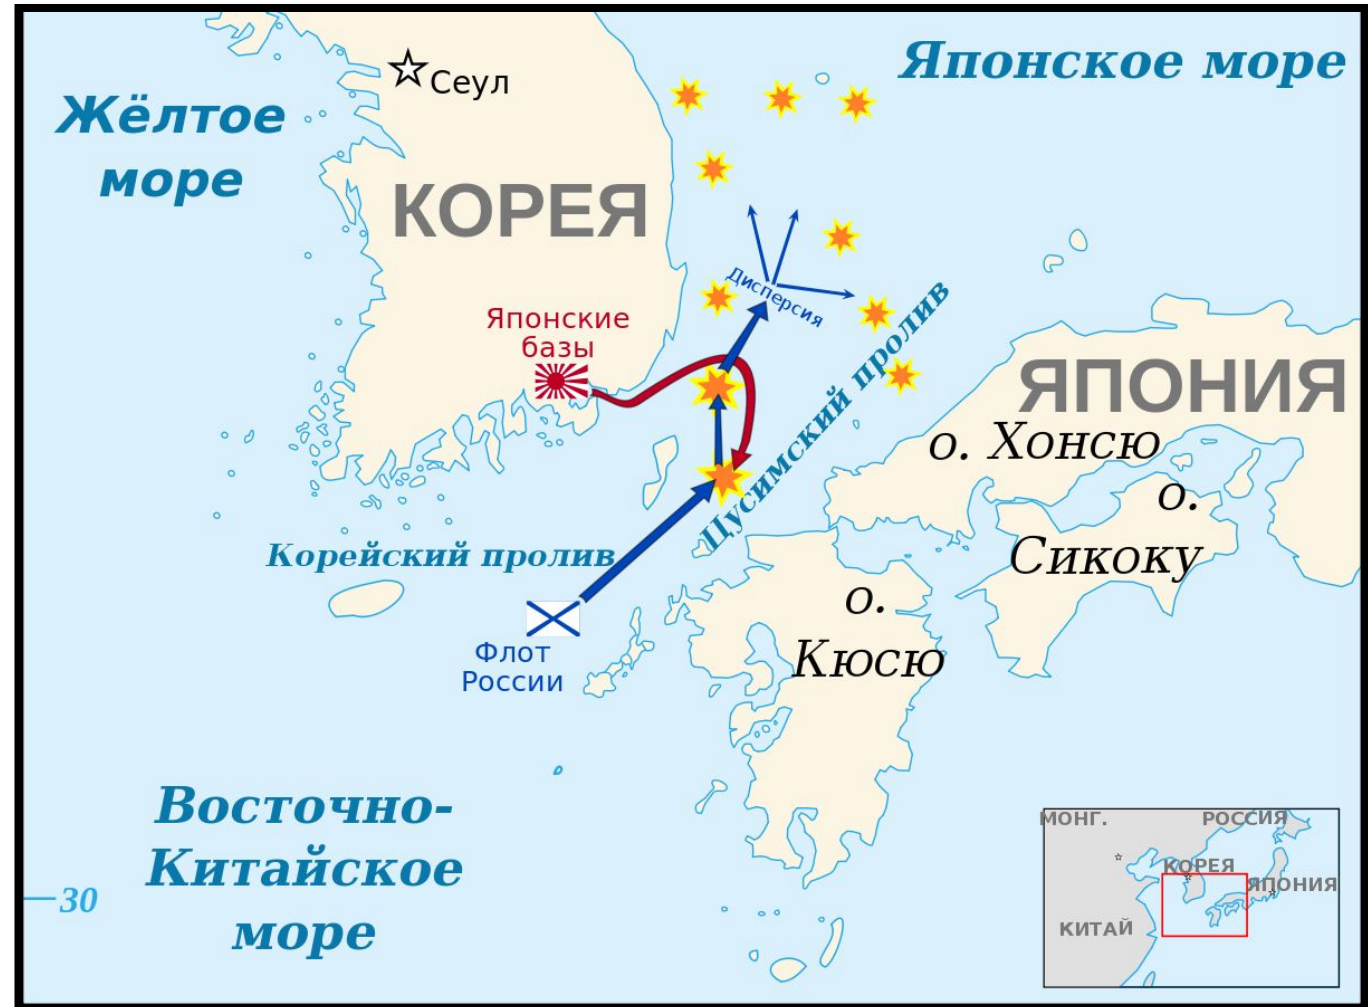 Японское море
Сеул
Жёлтое
море
КОРЕЯ
Дисперсия
Японские
базы
Цусимский пролив
ЯПОНИЯ
о. Хонсю
о.
Сикоку
Корейский пролив
о.
Кюсю
Флот
России
Восточно-
Китайское
море
30
МОНГ.
РОССИЯ
КОРЕЯ
ЯПОНИЯ
КИТАЙ